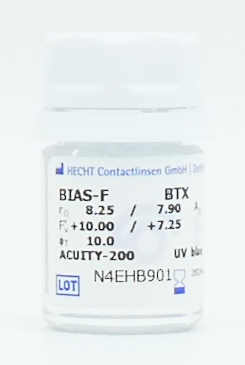 HECHT Contactlinsen GmbH
BIAS-F BTX
r₀ 8.25 / 7.90
F'ᵥ +10.00 / +7.25
Φᴛ 10.0
ACUITY-200 UV blue
LOT N4EHB901